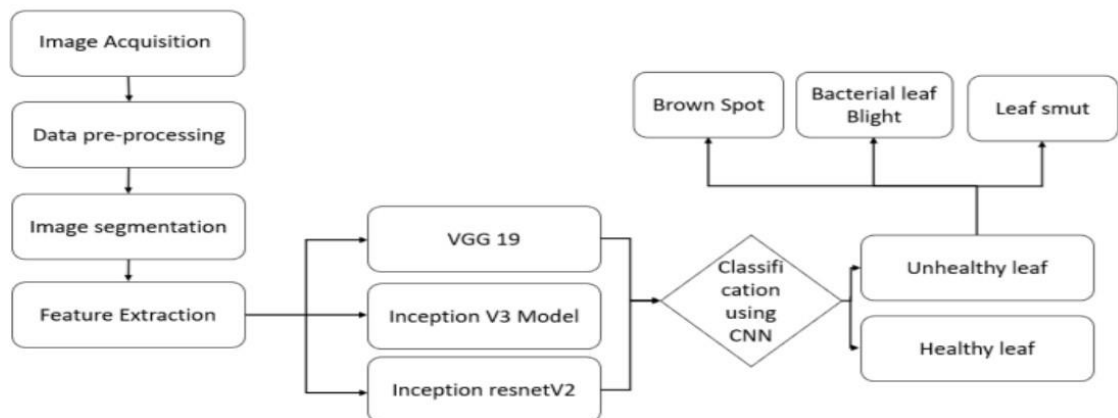 Image Acquisition
Data pre-processing
Image segmentation
Feature Extraction
VGG 19
Inception V3 Model
Inception resnetV2
Classifi
cation
using
CNN
Brown Spot
Bacterial leaf
Blight
Leaf smut
Unhealthy leaf
Healthy leaf